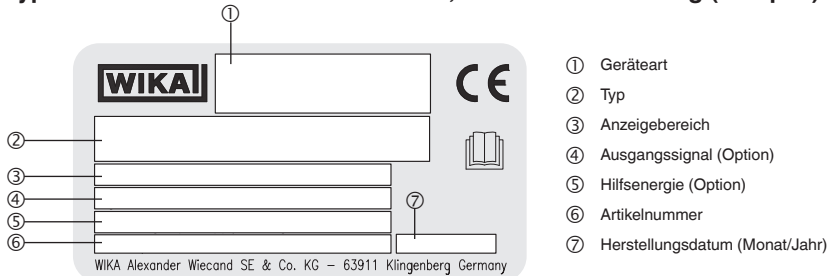 ①
WIKA
CE
②
③
④
⑤
⑥
⑦
WIKA Alexander Wiecand SE & Co. KG – 63911 Klingenberg Germany
① Geräteart
② Typ
③ Anzeigebereich
④ Ausgangssignal (Option)
⑤ Hilfsenergie (Option)
⑥ Artikelnummer
⑦ Herstellungsdatum (Monat/Jahr)